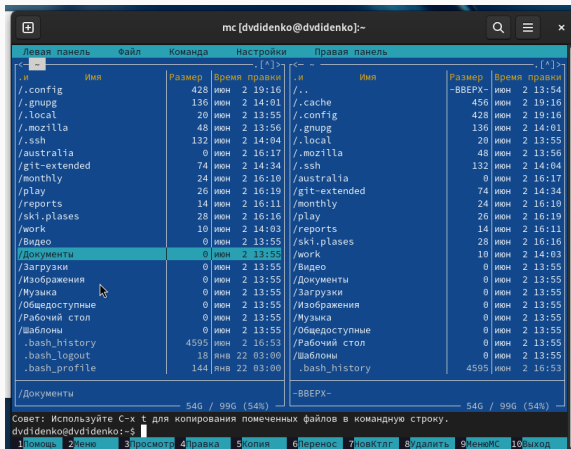 mc [dvdidenko@dvdidenko]:~
Левая панель Файл Команда Настройки Правая панель
<— ~ .[^]> <— ~ .[^]>
.и Имя Размер Время правки .и Имя Размер Время правки
/.config 428 июн 2 19:16 /.. -ВВЕРХ- июн 2 13:54
/.gnupg 136 июн 2 14:01 /.cache 456 июн 2 19:16
/.local 20 июн 2 13:55 /.config 428 июн 2 19:16
/.mozilla 48 июн 2 13:56 /.gnupg 136 июн 2 14:01
/.ssh 132 июн 2 14:04 /.local 20 июн 2 13:55
/australia 0 июн 2 16:17 /.mozilla 48 июн 2 13:56
/git-extended 74 июн 2 14:34 /.ssh 132 июн 2 14:04
/monthly 24 июн 2 16:10 /australia 0 июн 2 16:17
/play 26 июн 2 16:19 /git-extended 74 июн 2 14:34
/reports 14 июн 2 16:11 /monthly 24 июн 2 16:10
/ski.plases 28 июн 2 16:16 /play 26 июн 2 16:19
/work 10 июн 2 14:03 /reports 14 июн 2 16:11
/Видео 0 июн 2 13:55 /ski.plases 28 июн 2 16:16
/Документы 0 июн 2 13:55 /work 10 июн 2 14:03
/Загрузки 0 июн 2 13:55 /Видео 0 июн 2 13:55
/Изображения 0 июн 2 13:55 /Документы 0 июн 2 13:55
/Музыка 0 июн 2 13:55 /Загрузки 0 июн 2 13:55
/Общедоступные 0 июн 2 13:55 /Изображения 0 июн 2 13:55
/Рабочий стол 0 июн 2 13:55 /Музыка 0 июн 2 13:55
/Шаблоны 0 июн 2 13:55 /Общедоступные 0 июн 2 13:55
.bash_history 4595 июн 2 16:53 /Рабочий стол 0 июн 2 13:55
.bash_logout 18 янв 22 03:00 /Шаблоны 0 июн 2 13:55
.bash_profile 144 янв 22 03:00 .bash_history 4595 июн 2 16:53
/Документы -ВВЕРХ-
54G / 99G (54%) 54G / 99G (54%)
Совет: Используйте C-x t для копирования помеченных файлов в командную строку.
dvdidenko@dvdidenko:~$
1Помощь 2Меню 3Просмотр 4Правка 5Копия 6Перенос 7НовКтлг 8Удалить 9МенюMC 10Выход